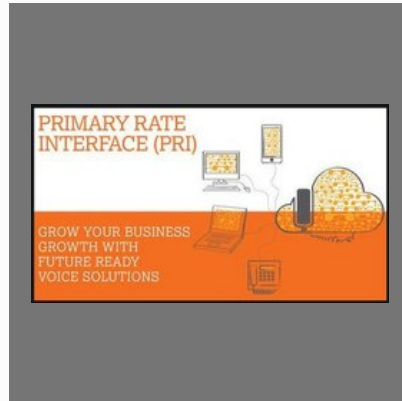 PRIMARY RATE
INTERFACE (PRI)
GROW YOUR BUSINESS
GROWTH WITH
FUTURE READY
VOICE SOLUTIONS